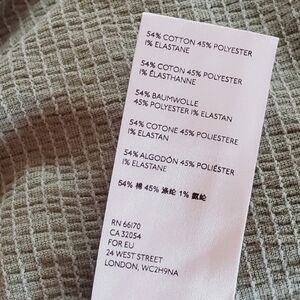 54% COTTON 45% POLYESTER
1% ELASTANE
54% COTON 45% POLYESTER
1% ÉLASTHANNE
54% BAUMWOLLE
45% POLYESTER 1% ELASTAN
54% COTONE 45% POLIESTERE
1% ELASTAN
54% ALGODÓN 45% POLIÉSTER
1% ELASTANE
54% 棉 45% 涤纶 1% 氨纶
RN 66170
CA 32054
FOR EU
24 WEST STREET
LONDON, WC2H9NA